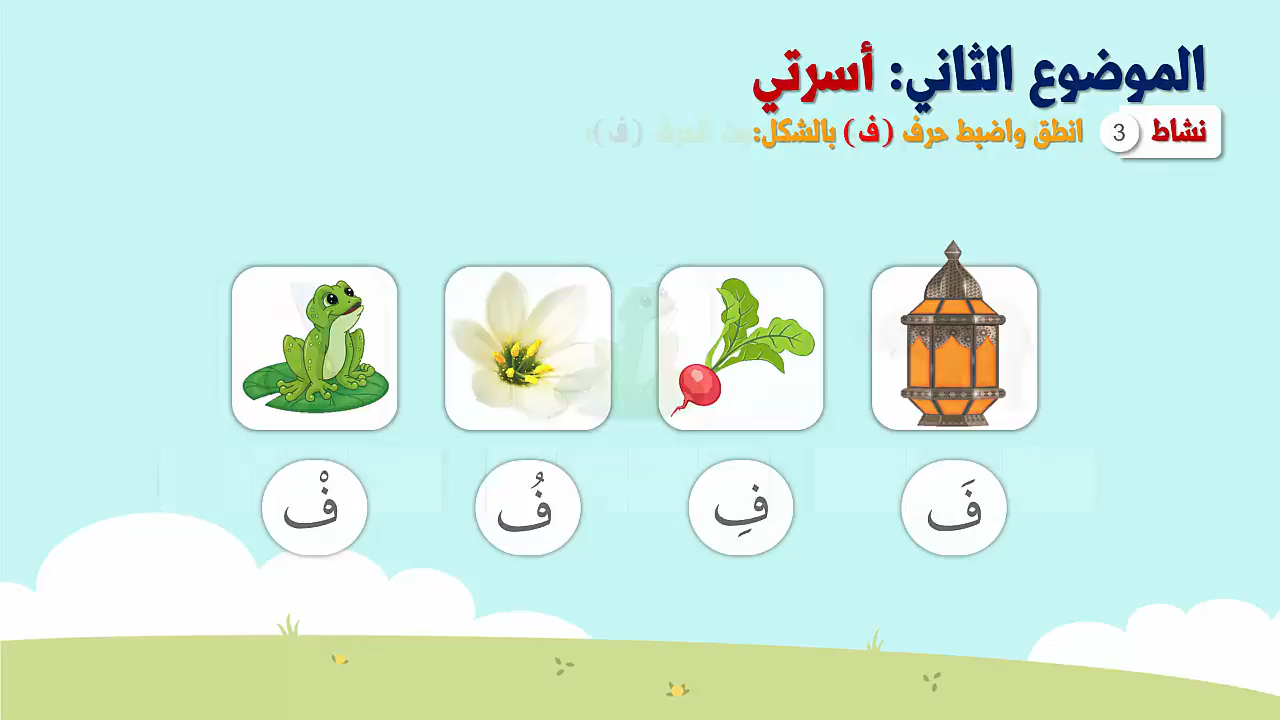 الموضوع الثاني: أسرتي
نشاط 3 انطق واضبط حرف (ف) بالشكل:
فَ فِ فُ فْ